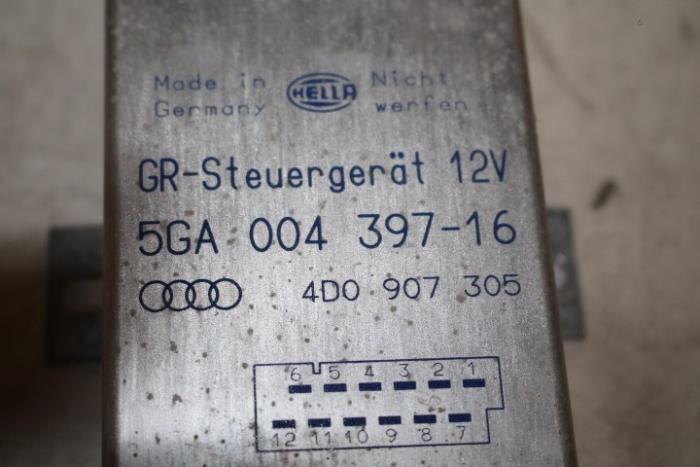 Made in HELLA Nicht
Germany werfen
GR-Steuergerät 12V
5GA 004 397-16
4D0 907 305
6 5 4 3 2 1
12 11 10 9 8 7